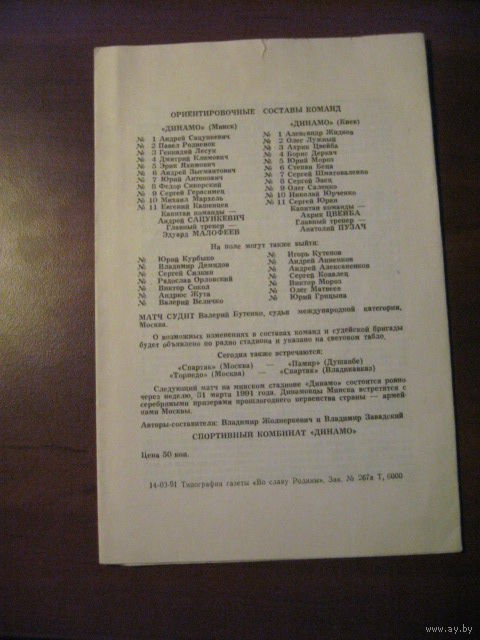 ОРИЕНТИРОВОЧНЫЕ СОСТАВЫ КОМАНД
«ДИНАМО» (Минск) «ДИНАМО» (Киев)
№ 1 Андрей Сацункевич № 1 Александр Жидков
№ 2 Павел Родненок № 2 Олег Лужный
№ 3 Геннадий Лесун № 3 Ахрик Цвейба
№ 4 Дмитрий Климович № 4 Борис Деркач
№ 5 Эрик Яхимович № 5 Юрий Мороз
№ 6 Андрей Зыгмантович № 6 Степан Беца
№ 7 Юрий Антонович № 7 Сергей Шматоваленко
№ 8 Федор Сикорский № 8 Сергей Заец
№ 9 Сергей Герасимец № 9 Олег Саленко
№ 10 Михаил Мархель № 10 Николай Юрченко
№ 11 Евгений Кашенцев № 11 Сергей Юран
Капитан команды — Капитан команды —
Андрей САЦУНКЕВИЧ Ахрик ЦВЕЙБА
Главный тренер — Главный тренер —
Эдуард МАЛОФЕЕВ Анатолий ПУЗАЧ
На поле могут также выйти:
№ Юрий Курбыко № Игорь Кутепов
№ Владимир Демидов № Андрей Анненков
№ Сергей № Андрей Алексаненков
№ Радослав Орловский № Сергей Ковалец
№ Виктор Сокол № Виктор Мороз
№ Андрюс Жута № Олег Матвеев
№ Валерий Величко № Юрий Грицына
МАТЧ СУДИТ Валерий Бутенко, судья международной категории,
Москва.
О возможных изменениях в составах команд и судейской бригады
будет объявлено по радио стадиона и указано на световом табло.
Сегодня также встречаются:
«Спартак» (Москва) — «Памир» (Душанбе)
«Торпедо» (Москва) — «Спартак» (Владикавказ)
Следующий матч на минском стадионе «Динамо» состоится ровно
через неделю, 31 марта 1991 года. Динамовцы Минска встретятся с
серебряными призерами прошлогоднего первенства страны — армей-
цами Москвы.
Авторы-составители: Владимир Жолнеркевич и Владимир Завадский
СПОРТИВНЫЙ КОМБИНАТ «ДИНАМО»
Цена 50 коп.
14-03-91 Типография газеты «Во славу Родины». Зак. № 267а Т, 6000
www.ay.by